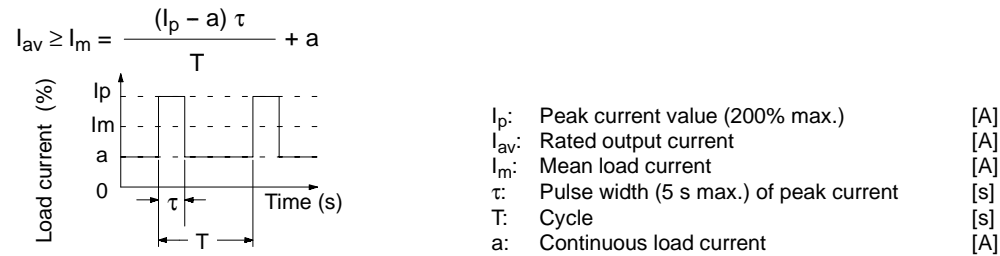 Iav ≥ Im = (Ip − a) τ / T + a
Load current (%)
Ip
Im
a
0
τ
Time (s)
T
Ip: Peak current value (200% max.) [A]
Iav: Rated output current [A]
Im: Mean load current [A]
τ: Pulse width (5 s max.) of peak current [s]
T: Cycle [s]
a: Continuous load current [A]